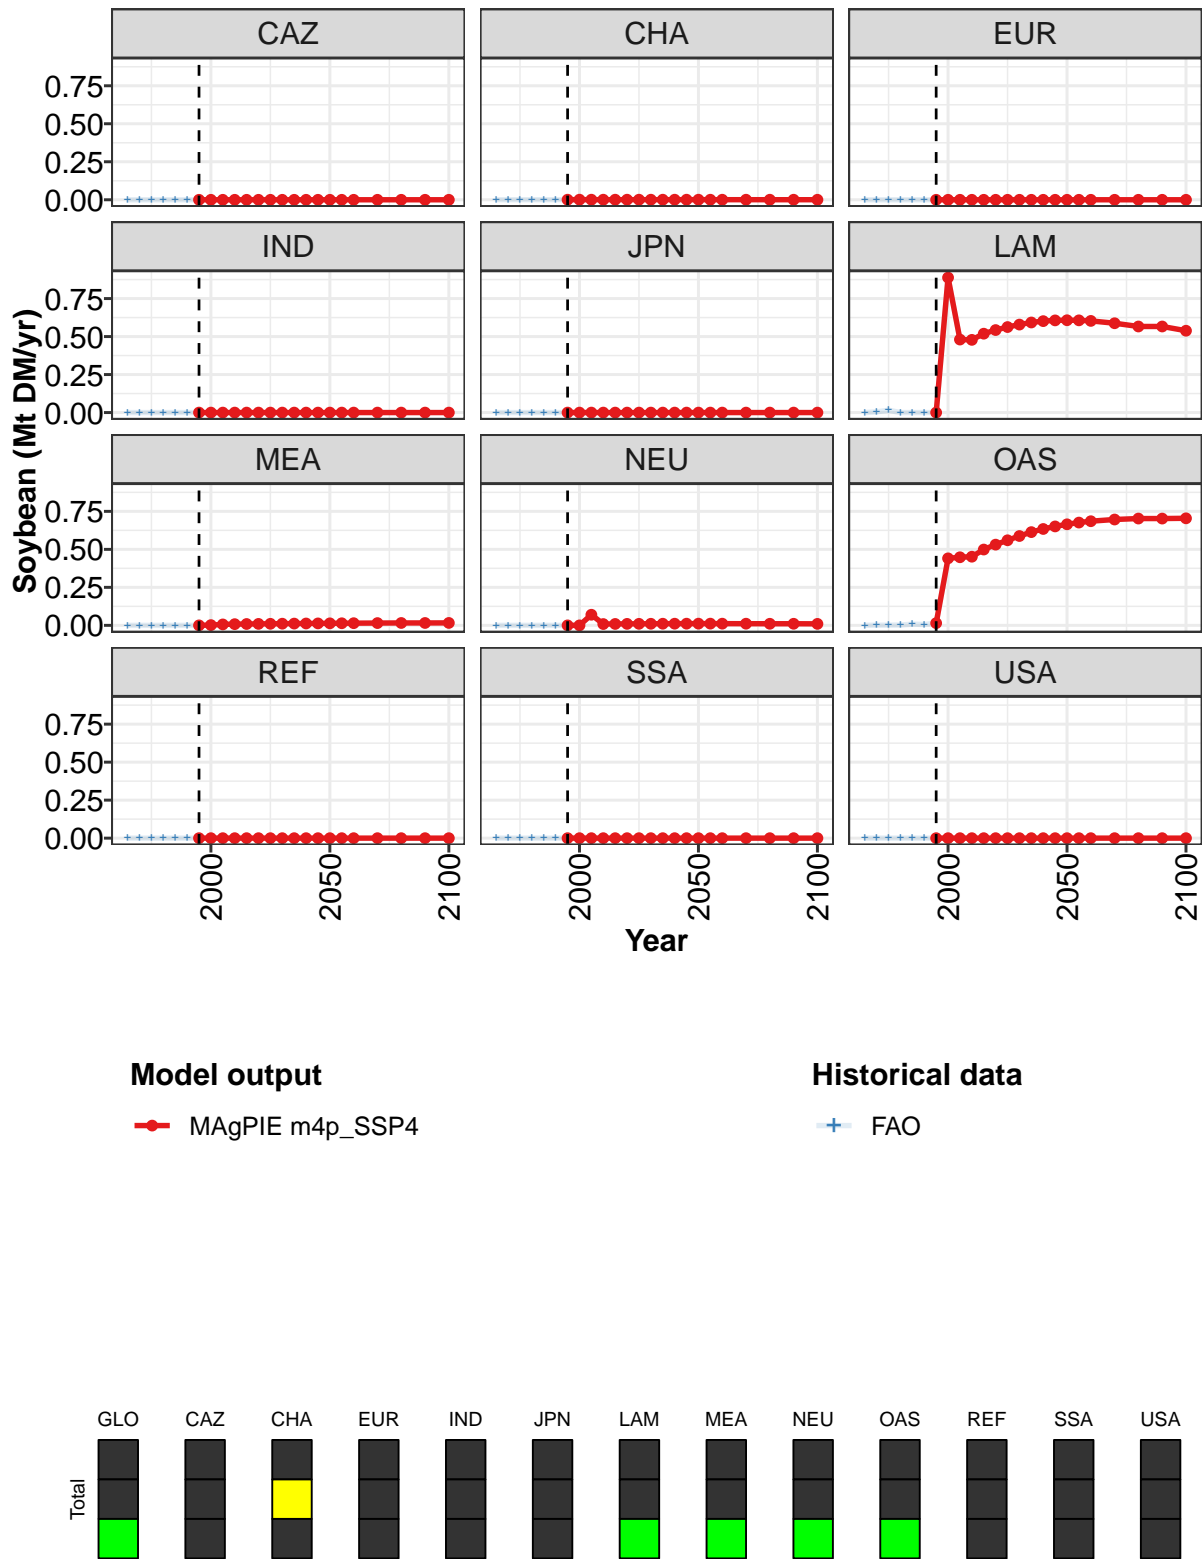 CAZ CHA EUR
0.75
0.50
0.25
0.00
IND JPN LAM
0.75
0.50
0.25
0.00
MEA NEU OAS
0.75
0.50
0.25
0.00
REF SSA USA
0.75
0.50
0.25
0.00
Soybean (Mt DM/yr)
2000 2050 2100 2000 2050 2100 2000 2050 2100
Year
Model output Historical data
MAgPIE m4p_SSP4 FAO
GLO CAZ CHA EUR IND JPN LAM MEA NEU OAS REF SSA USA
Total